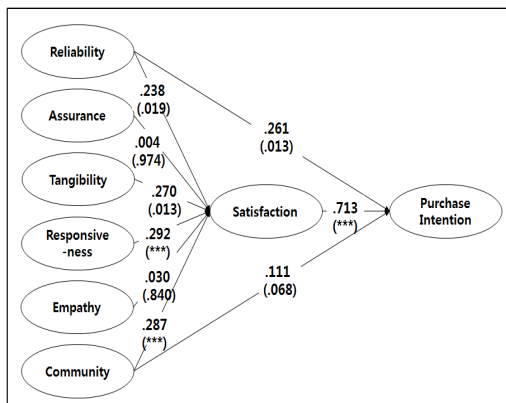 Reliability
.238
(.019)
Assurance
.261
(.013)
.004
(.974)
Tangibility
.270
(.013)
Satisfaction
.713
(***)
Purchase
Intention
Responsive
-ness
.292
(***)
.030
(.840)
.111
(.068)
Empathy
.287
(***)
Community